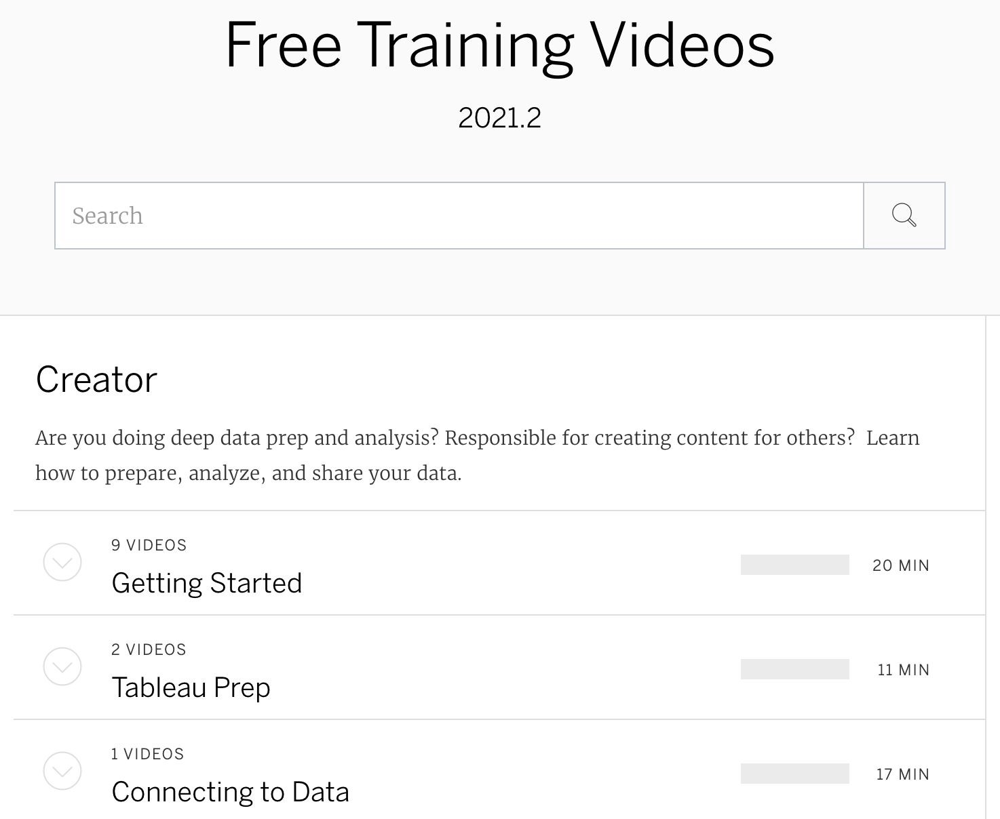 Free Training Videos
2021.2
Search
Creator
Are you doing deep data prep and analysis? Responsible for creating content for others?  Learn
how to prepare, analyze, and share your data.
9 VIDEOS
Getting Started
20 MIN
2 VIDEOS
Tableau Prep
11 MIN
1 VIDEOS
Connecting to Data
17 MIN